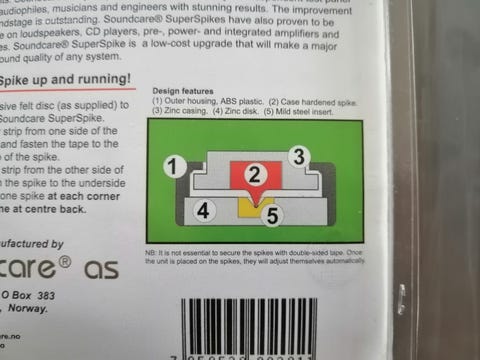 audiophiles, musicians and engineers with stunning results. The improvement
ndstage is outstanding. Soundcare® SuperSpikes have also proven to be
e on loudspeakers, CD players, pre-, power- and integrated amplifiers and
es. Soundcare® SuperSpike is a low-cost upgrade that will make a major
ound quality of any system.
Spike up and running!
sive felt disc (as supplied) to
Soundcare SuperSpike.
strip from one side of the
and fasten the tape to the
of the spike.
strip from the other side of
n the spike to the underside
one spike at each corner
ne at centre back.
Design features
(1) Outer housing, ABS plastic. (2) Case hardened spike.
(3) Zinc casing. (4) Zinc disk. (5) Mild steel insert.
1
2
3
4
5
NB: It is not essential to secure the spikes with double-sided tape. Once
the unit is placed on the spikes, they will adjust themselves automatically.
ufactured by
care® as
O Box 383
, Norway.
re.no
o